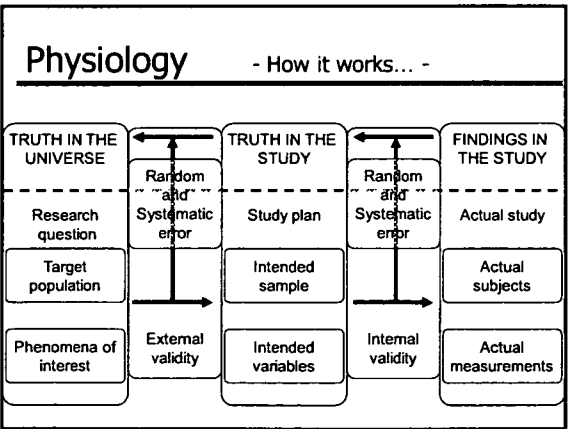 Physiology - How it works... -
TRUTH IN THE
UNIVERSE
Research
question
Target
population
Phenomena of
interest
Random
and
Systematic
error
External
validity
TRUTH IN THE
STUDY
Study plan
Intended
sample
Intended
variables
Random
and
Systematic
error
Internal
validity
FINDINGS IN
THE STUDY
Actual study
Actual
subjects
Actual
measurements